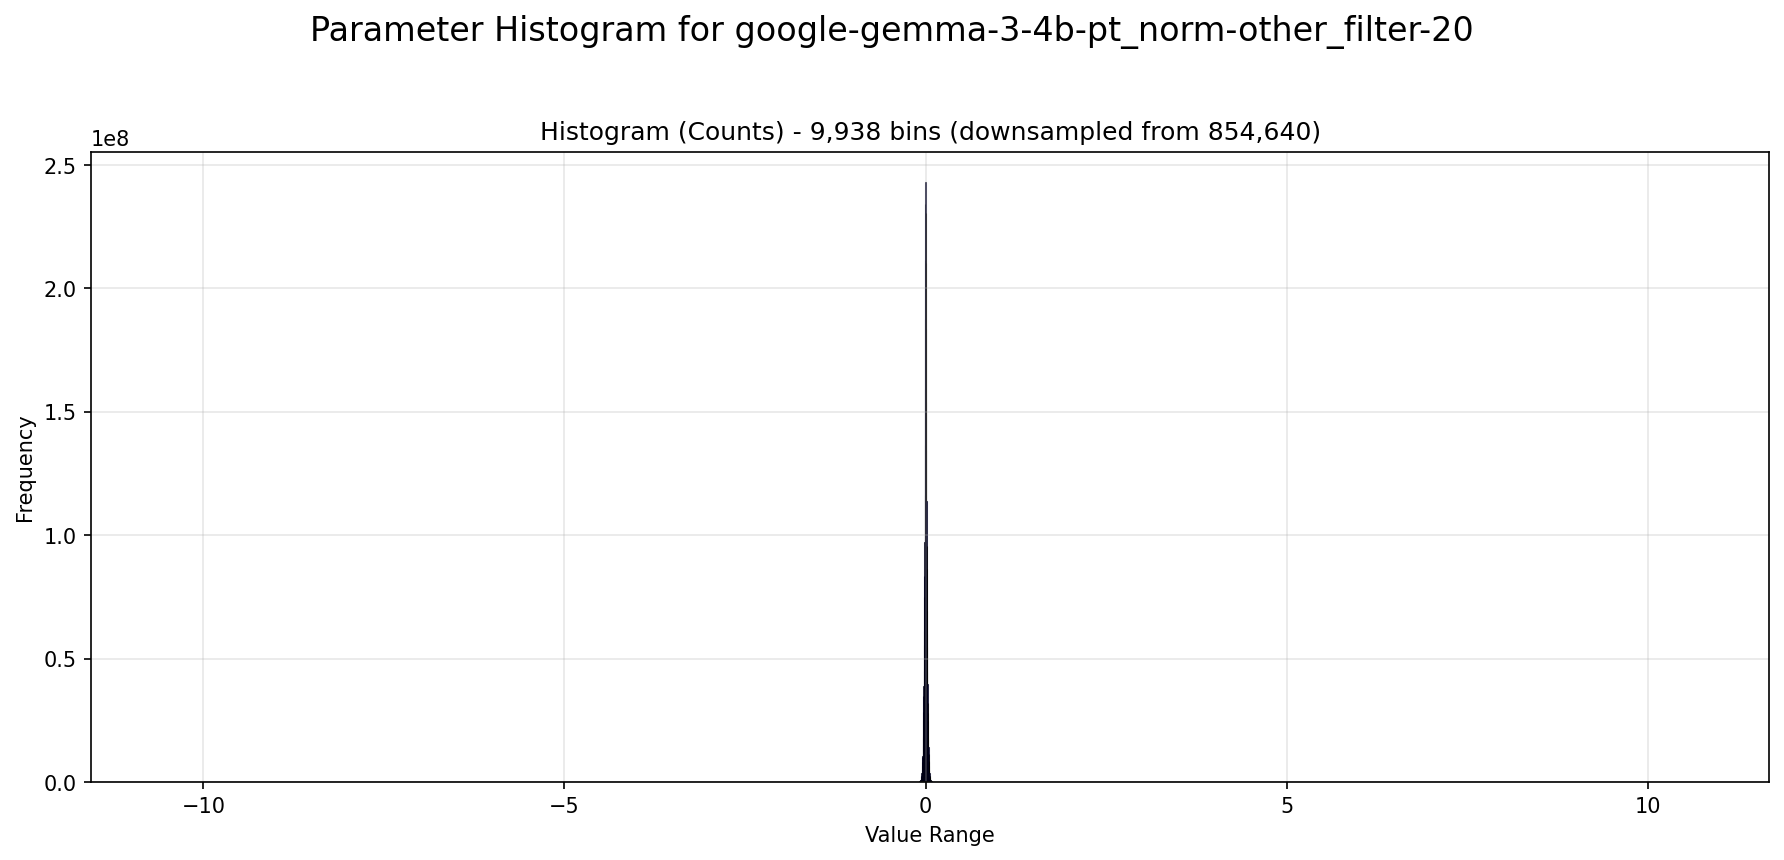 Parameter Histogram for google-gemma-3-4b-pt_norm-other_filter-20
Histogram (Counts) - 9,938 bins (downsampled from 854,640)
1e8
2.5
2.0
1.5
1.0
0.5
0.0
Frequency
−10
−5
0
5
10
Value Range